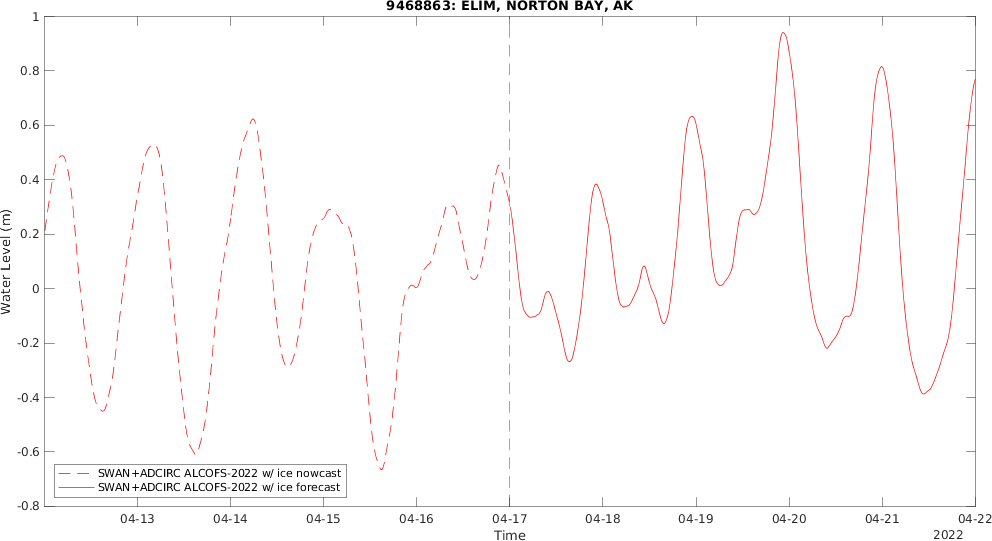 9468863: ELIM, NORTON BAY, AK
1
0.8
0.6
0.4
0.2
0
-0.2
-0.4
-0.6
-0.8
Water Level (m)
SWAN+ADCIRC ALCOFS-2022 w/ ice nowcast
SWAN+ADCIRC ALCOFS-2022 w/ ice forecast
04-13 04-14 04-15 04-16 04-17 04-18 04-19 04-20 04-21 04-22
Time
2022